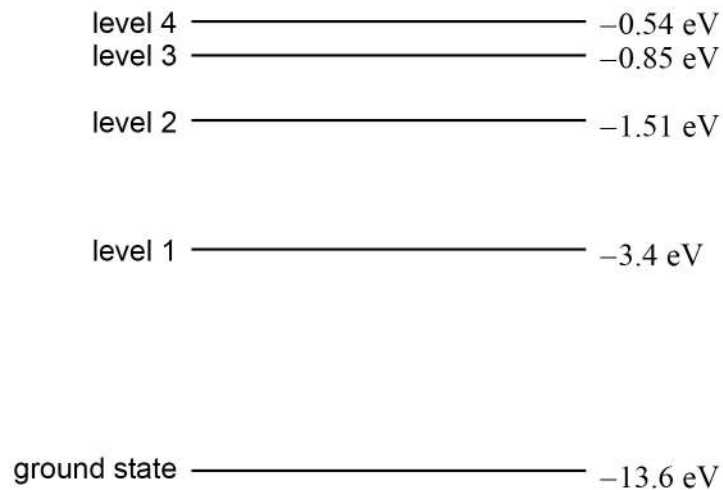 level 4 −0.54 eV
level 3 −0.85 eV
level 2 −1.51 eV
level 1 −3.4 eV
ground state −13.6 eV